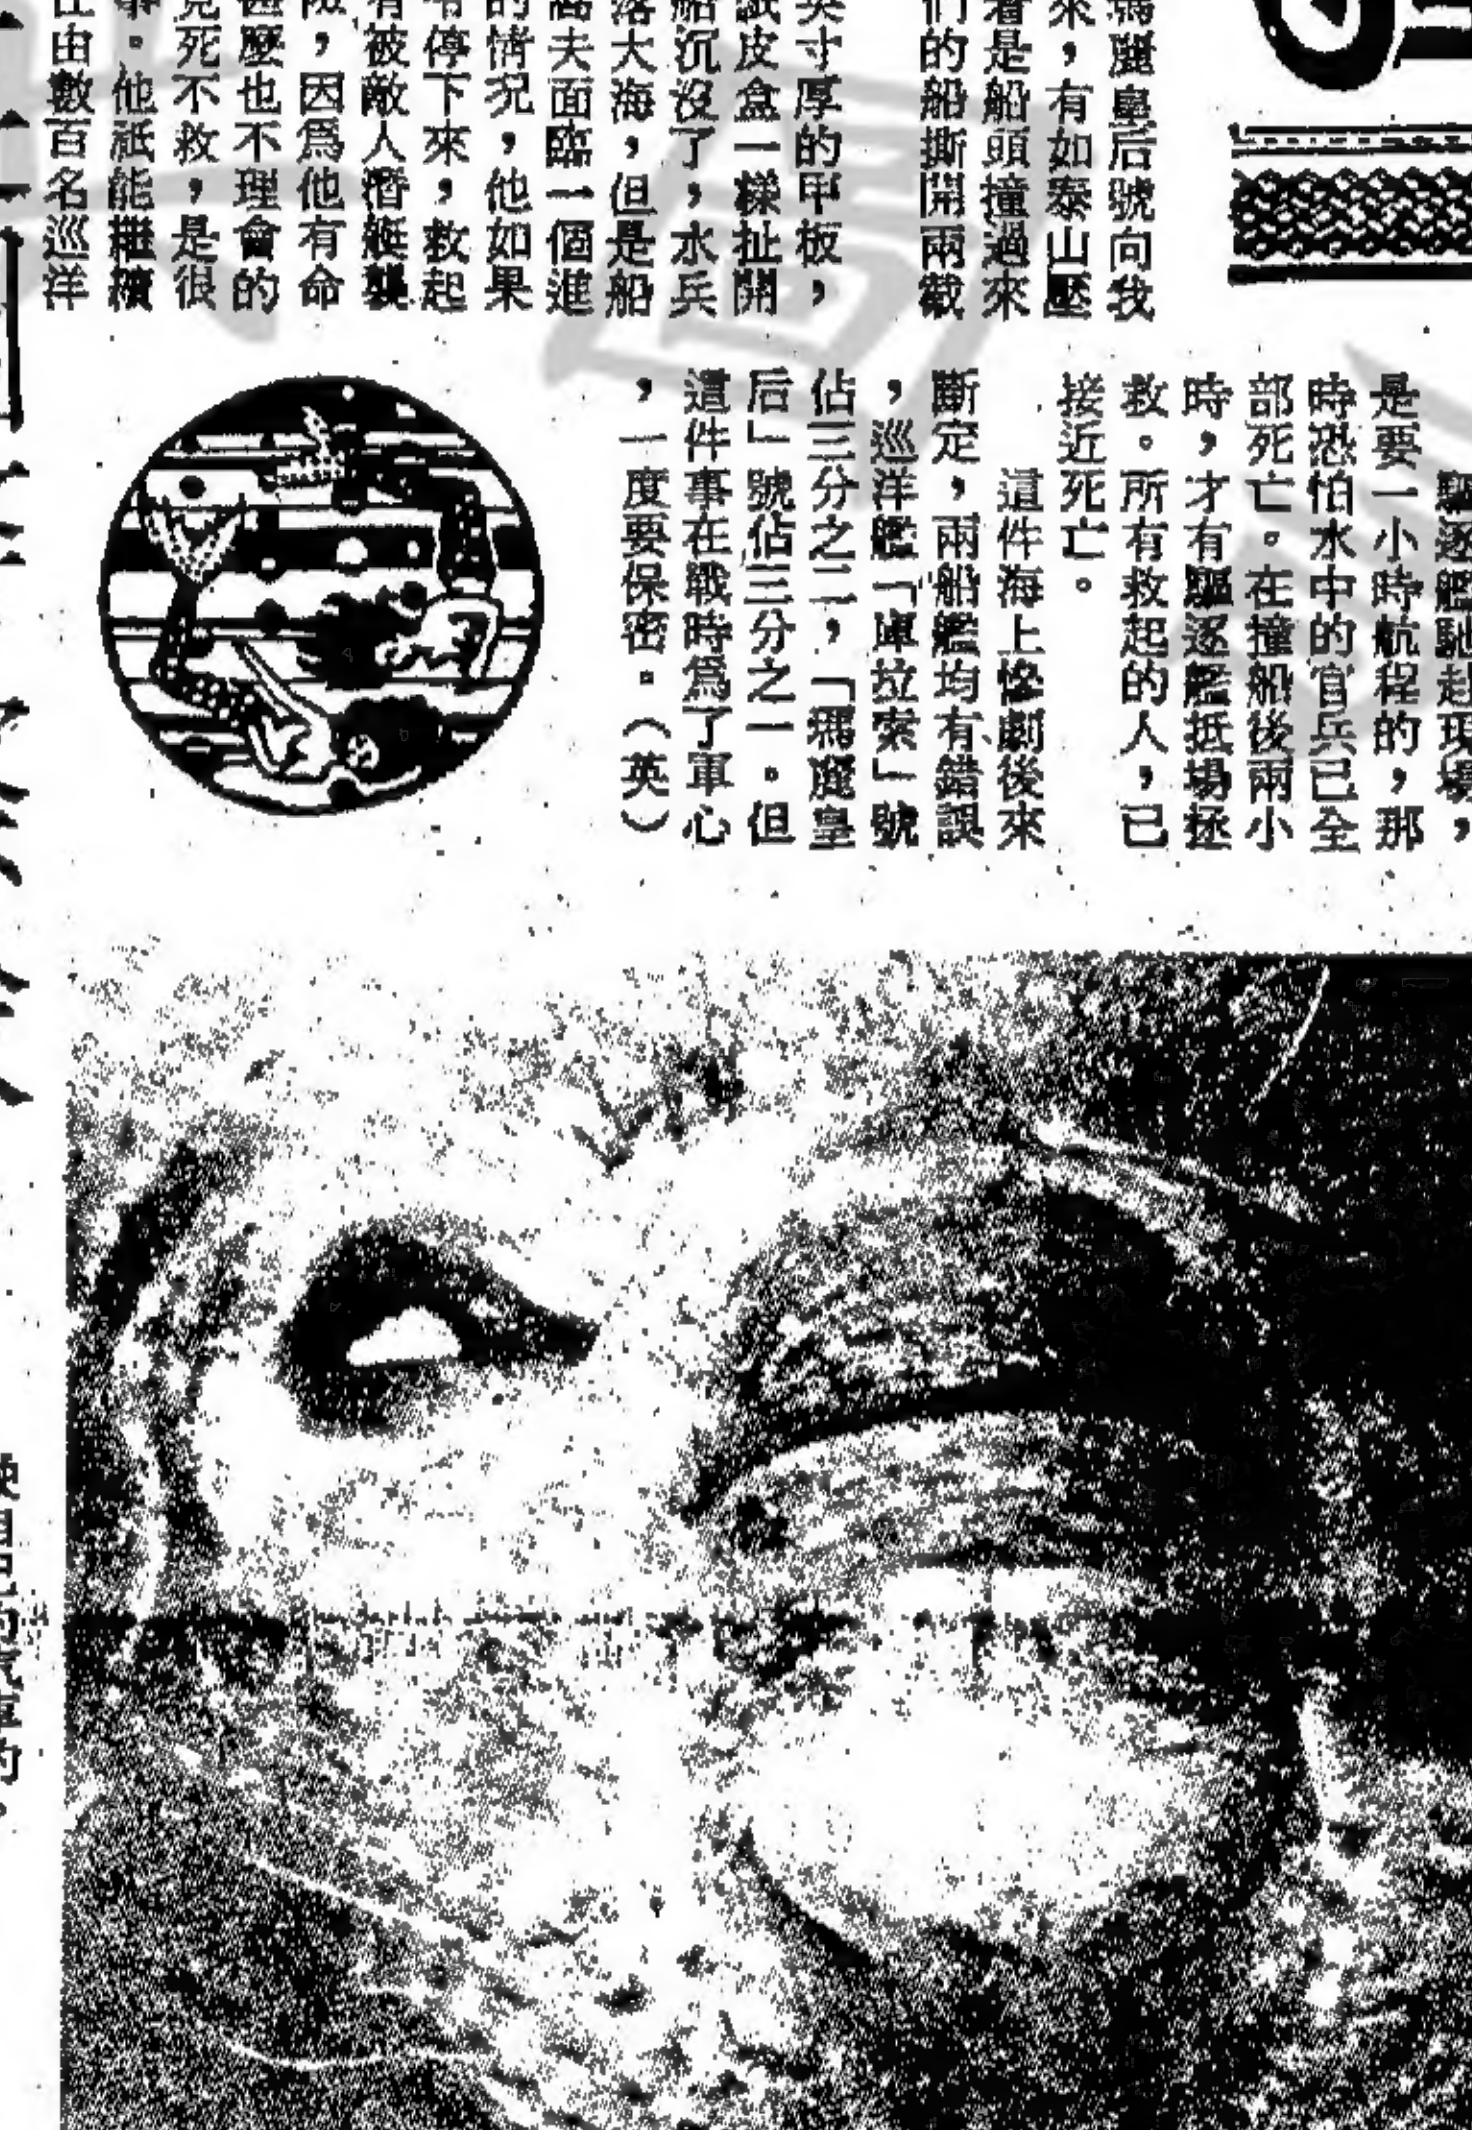 瑪麗皇后號向我
來，有如泰山壓
着是船頭撞過來
們的船撕開兩截
英寸厚的甲板，
紙皮盒一樣扯開
船沉沒了，水兵
落大海，但是船
面臨一個進
的情況，他如果
停下來，救起
有被敵人潛艇襲
險，因爲他有命
甚麼也不理會的
見死不救，是很
。他祇能繼續
由數百名巡洋
驅逐艦馳赴現場，
是要一小時航程的，那
時恐怕水中的官兵已全
部死亡。在撞船後兩小
時，才有驅逐艦抵場拯
救。所有救起的人，已
接近死亡。
這件海上慘劇後來
斷定，兩船艦均有錯誤
，巡洋艦「庫拉索」號
佔三分之二，「瑪麗皇
后」號佔三分之一。但
這件事在戰時爲了軍心
，一度要保密。（英）